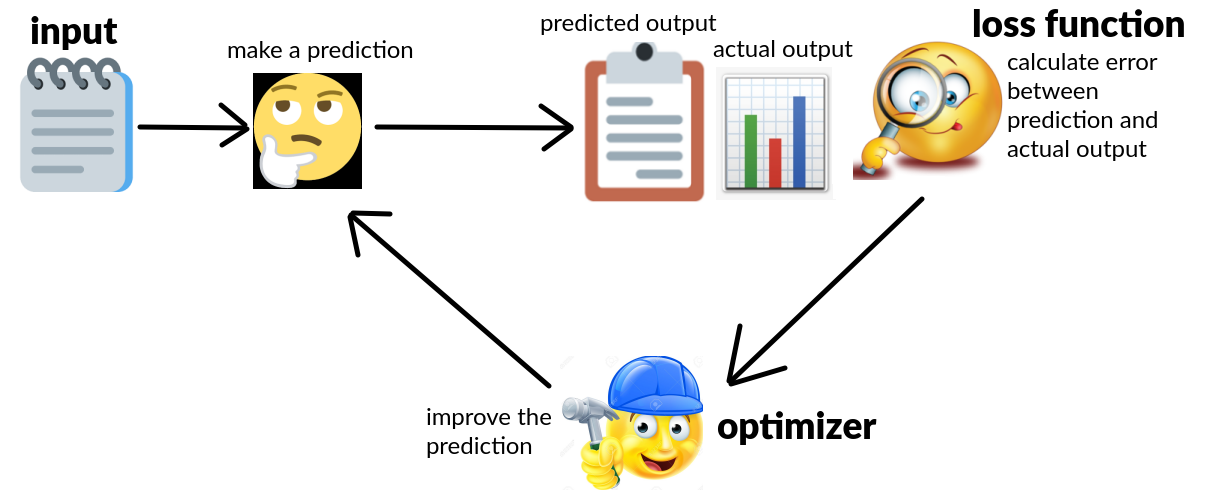 input
make a prediction
predicted output
actual output
loss function
calculate error
between
prediction and
actual output
improve the
prediction
optimizer